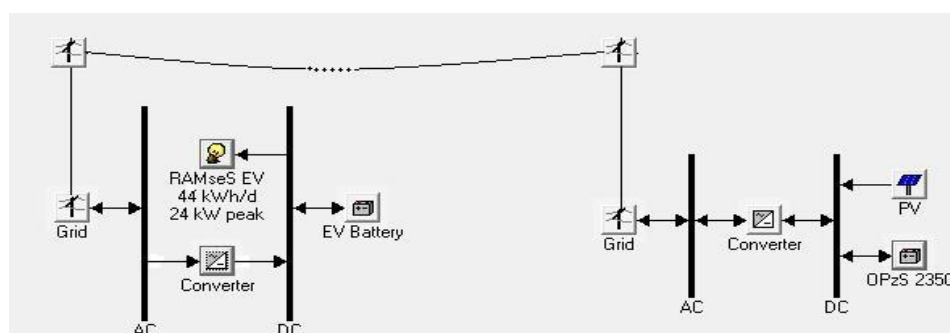 RAMseS EV
44 kWh/d
24 kW peak
Grid
EV Battery
Converter
AC
DC
Grid
Converter
PV
OPzS 2350
AC
DC